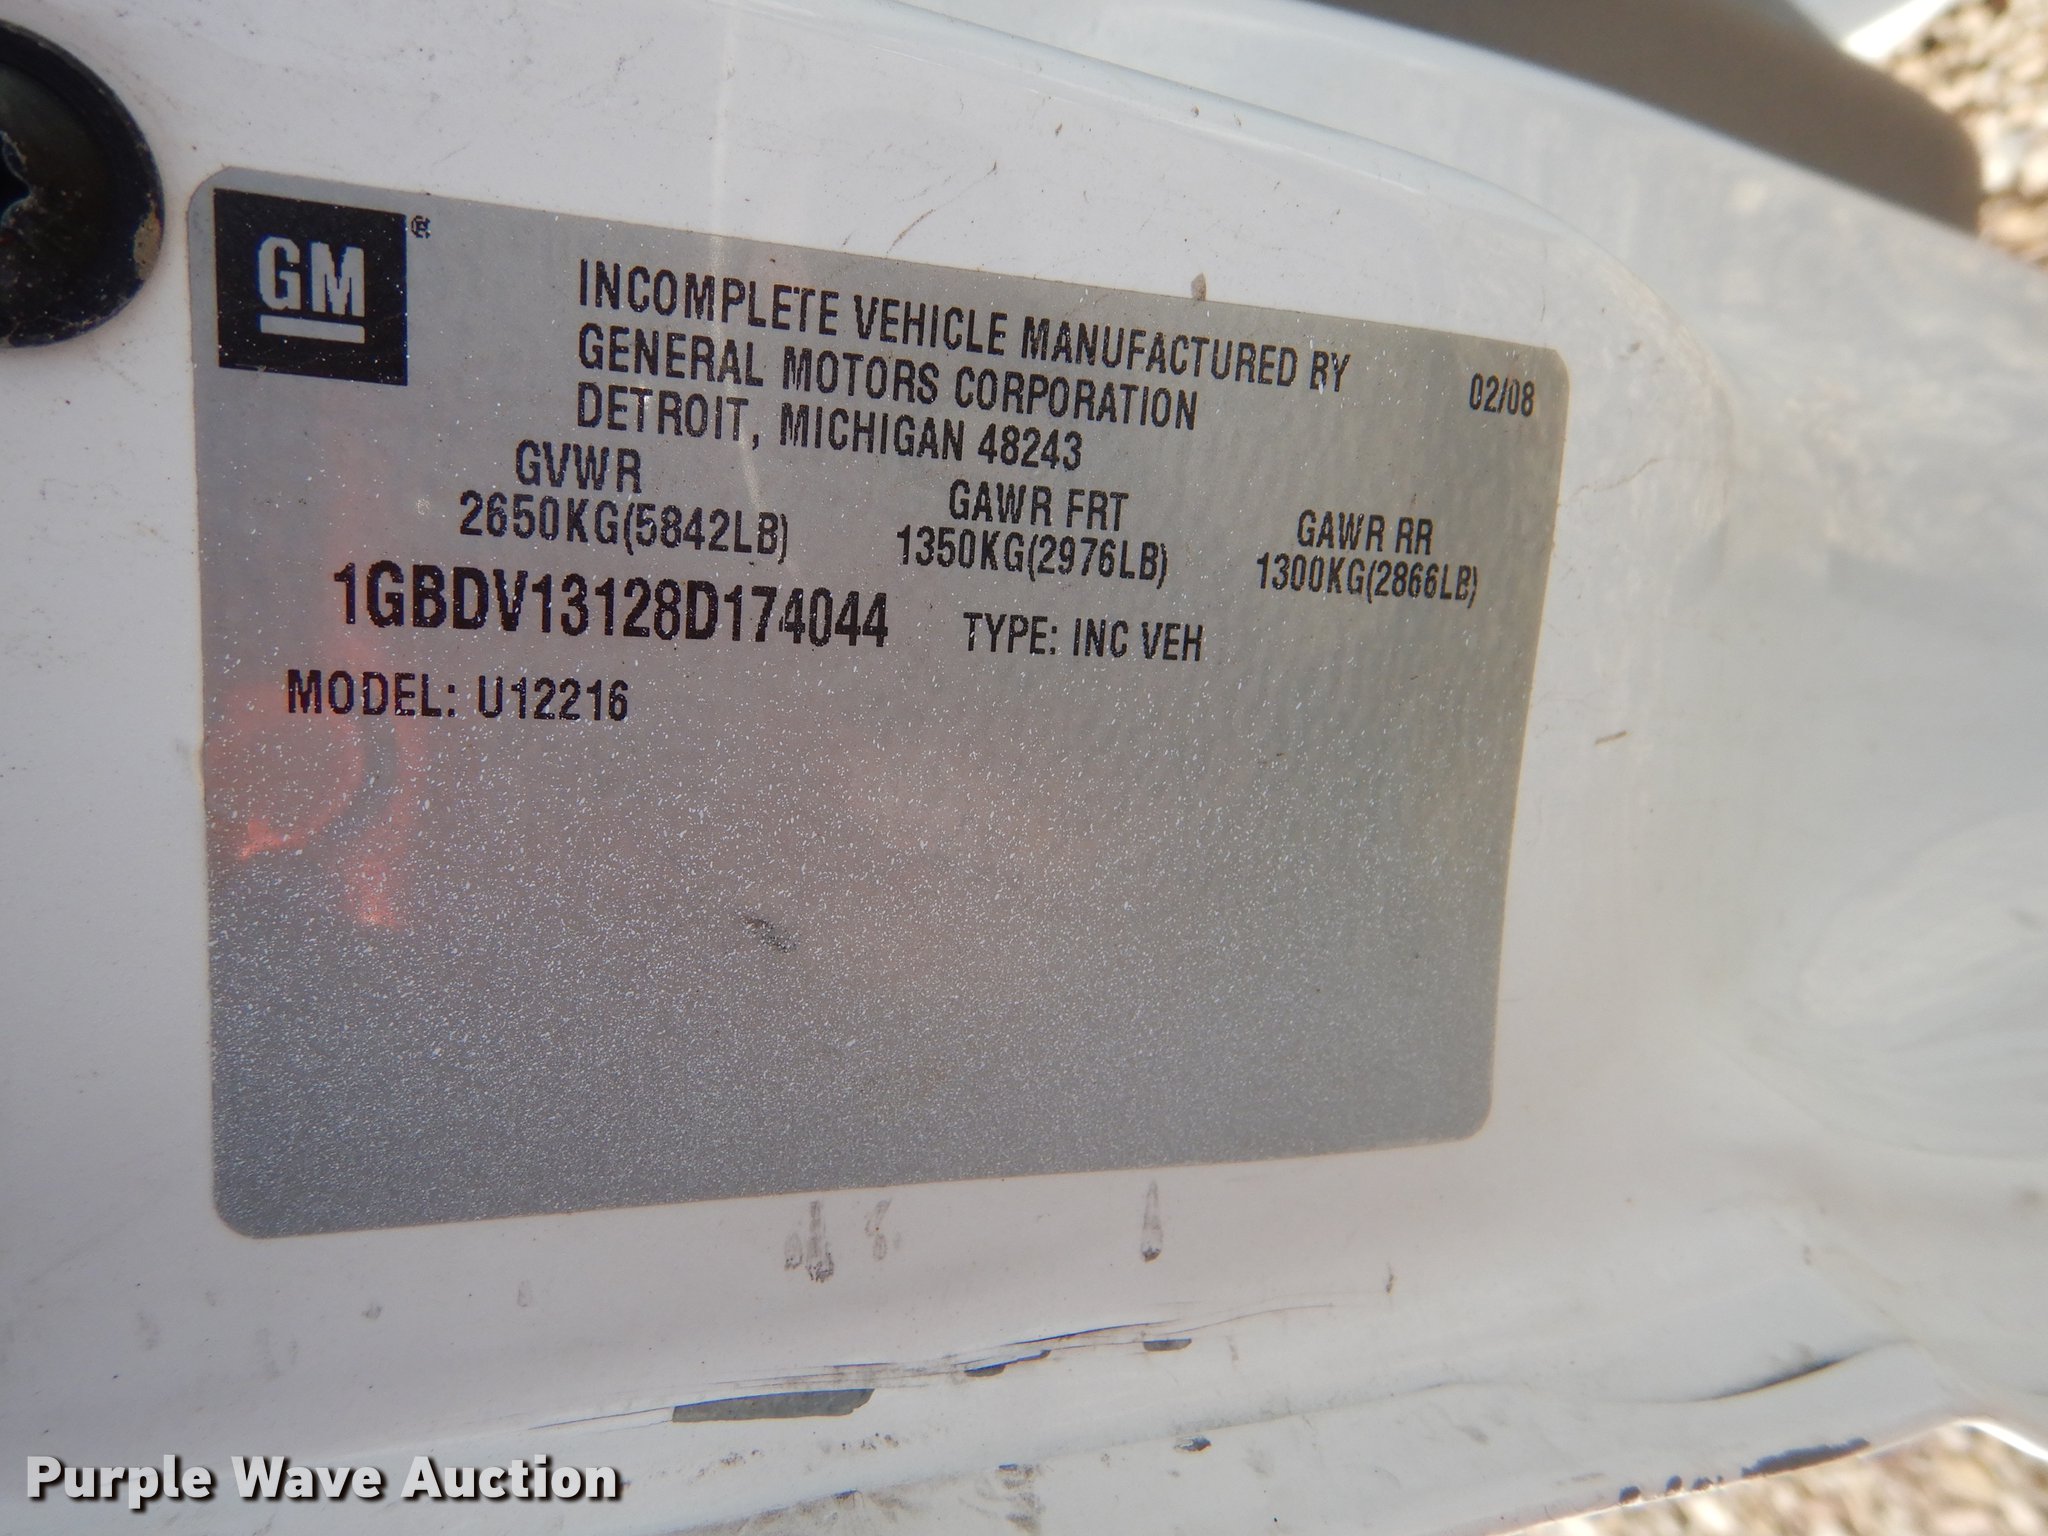 GM®
INCOMPLETE VEHICLE MANUFACTURED BY
GENERAL MOTORS CORPORATION
02/08
DETROIT, MICHIGAN 48243
GVWR
GAWR FRT
GAWR RR
2650KG(5842LB)
1350KG(2976LB)
1300KG(2866LB)
1GBDV13128D174044
TYPE: INC VEH
MODEL: U12216
Purple Wave Auction